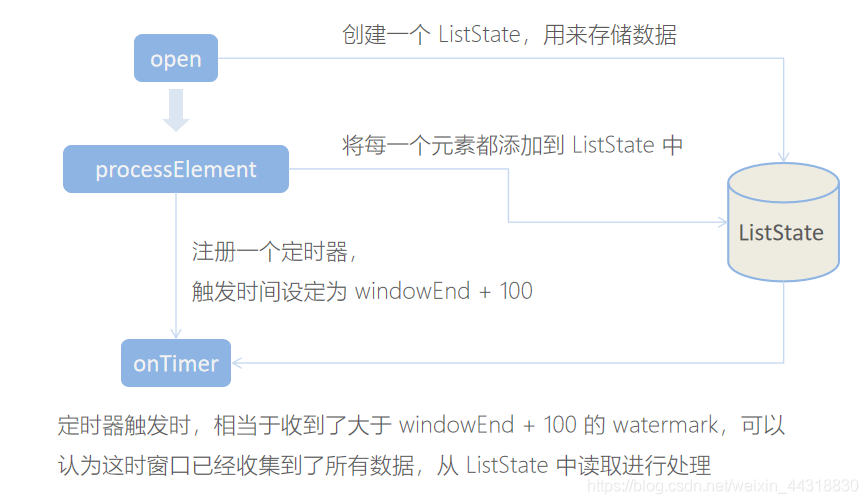 创建一个 ListState，用来存储数据
open
将每一个元素都添加到 ListState 中
processElement
ListState
注册一个定时器，
触发时间设定为 windowEnd + 100
onTimer
定时器触发时，相当于收到了大于 windowEnd + 100 的 watermark，可以
认为这时窗口已经收集到了所有数据，从 ListState 中读取进行处理
https://blog.csdn.net/weixin_44318830